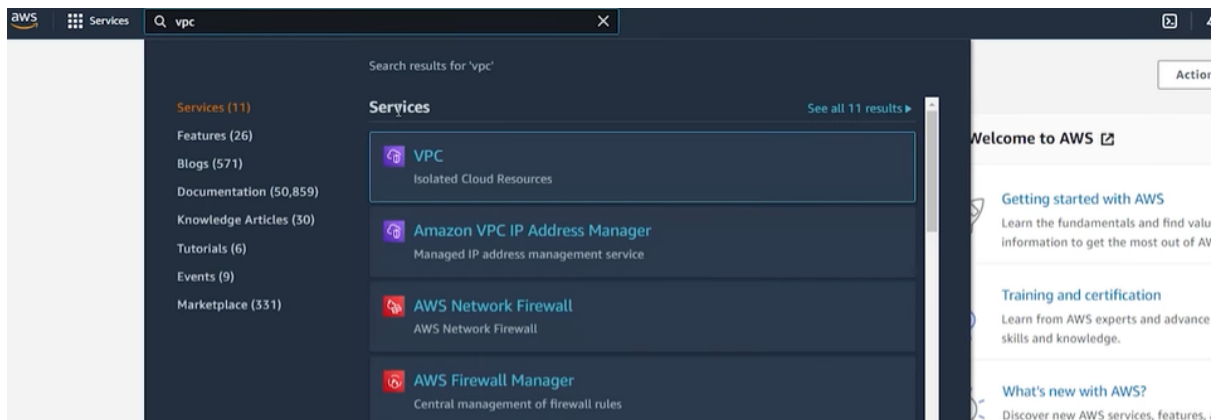 aws
Services
vpc
Search results for 'vpc'
Services (11)
Features (26)
Blogs (571)
Documentation (50,859)
Knowledge Articles (30)
Tutorials (6)
Events (9)
Marketplace (331)
Services
See all 11 results
VPC
Isolated Cloud Resources
Amazon VPC IP Address Manager
Managed IP address management service
AWS Network Firewall
AWS Network Firewall
AWS Firewall Manager
Central management of firewall rules
Welcome to AWS
Getting started with AWS
Learn the fundamentals and find
information to get the most out of
Training and certification
Learn from AWS experts and advance
skills and knowledge.
What's new with AWS?
Discover new AWS services, features,